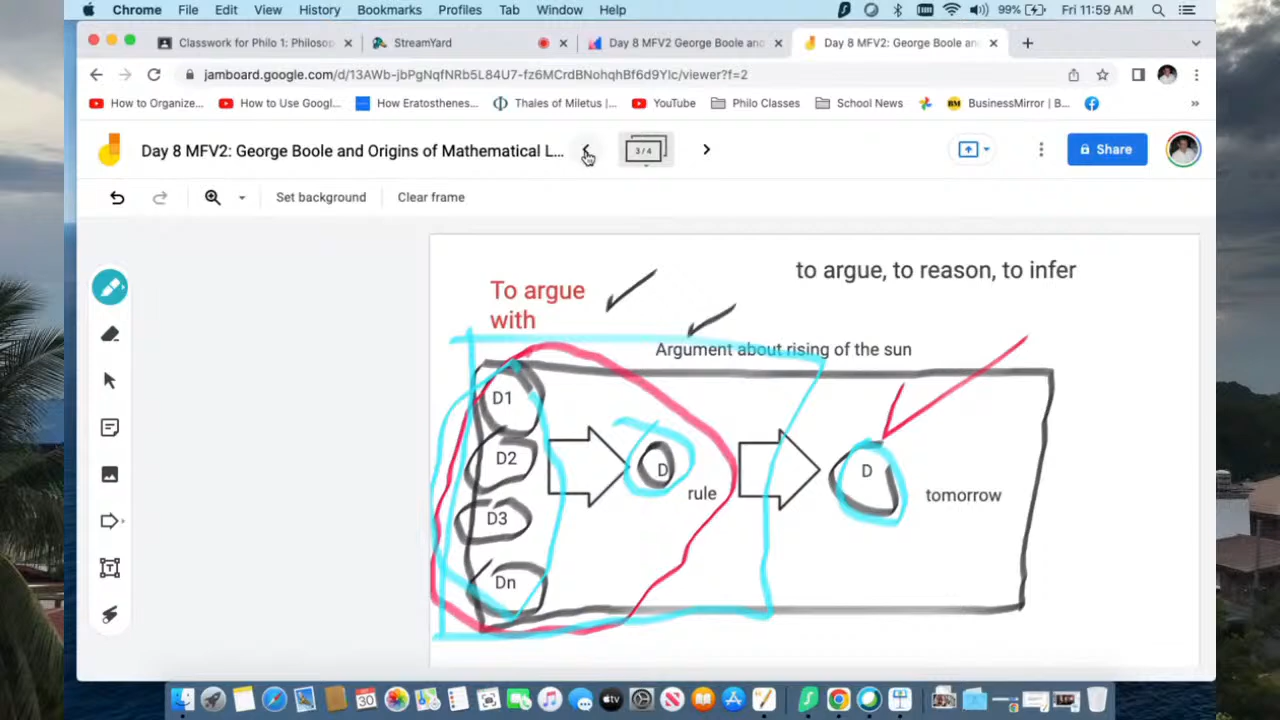 Chrome File Edit View History Bookmarks Profiles Tab Window Help 99% Fri 11:59 AM
Classwork for Philo 1: Philosop StreamYard Day 8 MFV2 George Boole and Day 8 MFV2: George Boole an
jamboard.google.com/d/13AWb-jbPgNqfNRb5L84U7-fz6MCrdBNohqhBf6d9Ylc/viewer?f=2
How to Organize... How to Use Googl... How Eratosthenes... Thales of Miletus |... YouTube Philo Classes School News BM BusinessMirror | B... »
Day 8 MFV2: George Boole and Origins of Mathematical L... 3 / 4 Share
Set background Clear frame
to argue, to reason, to infer
To argue
with
Argument about rising of the sun
D1
D2
D3
Dn
D
rule
D
tomorrow